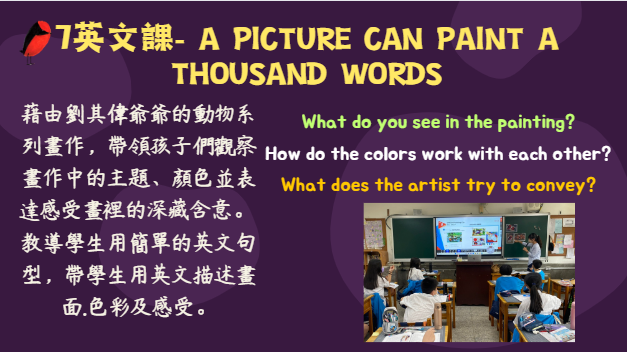 7英文課- A PICTURE CAN PAINT A
THOUSAND WORDS
藉由劉其偉爺爺的動物系
列畫作，帶領孩子們觀察
畫作中的主題、顏色並表
達感受畫裡的深藏含意。
教導學生用簡單的英文句
型，帶學生用英文描述畫
面.色彩及感受。
What do you see in the painting?
How do the colors work with each other?
What does the artist try to convey?